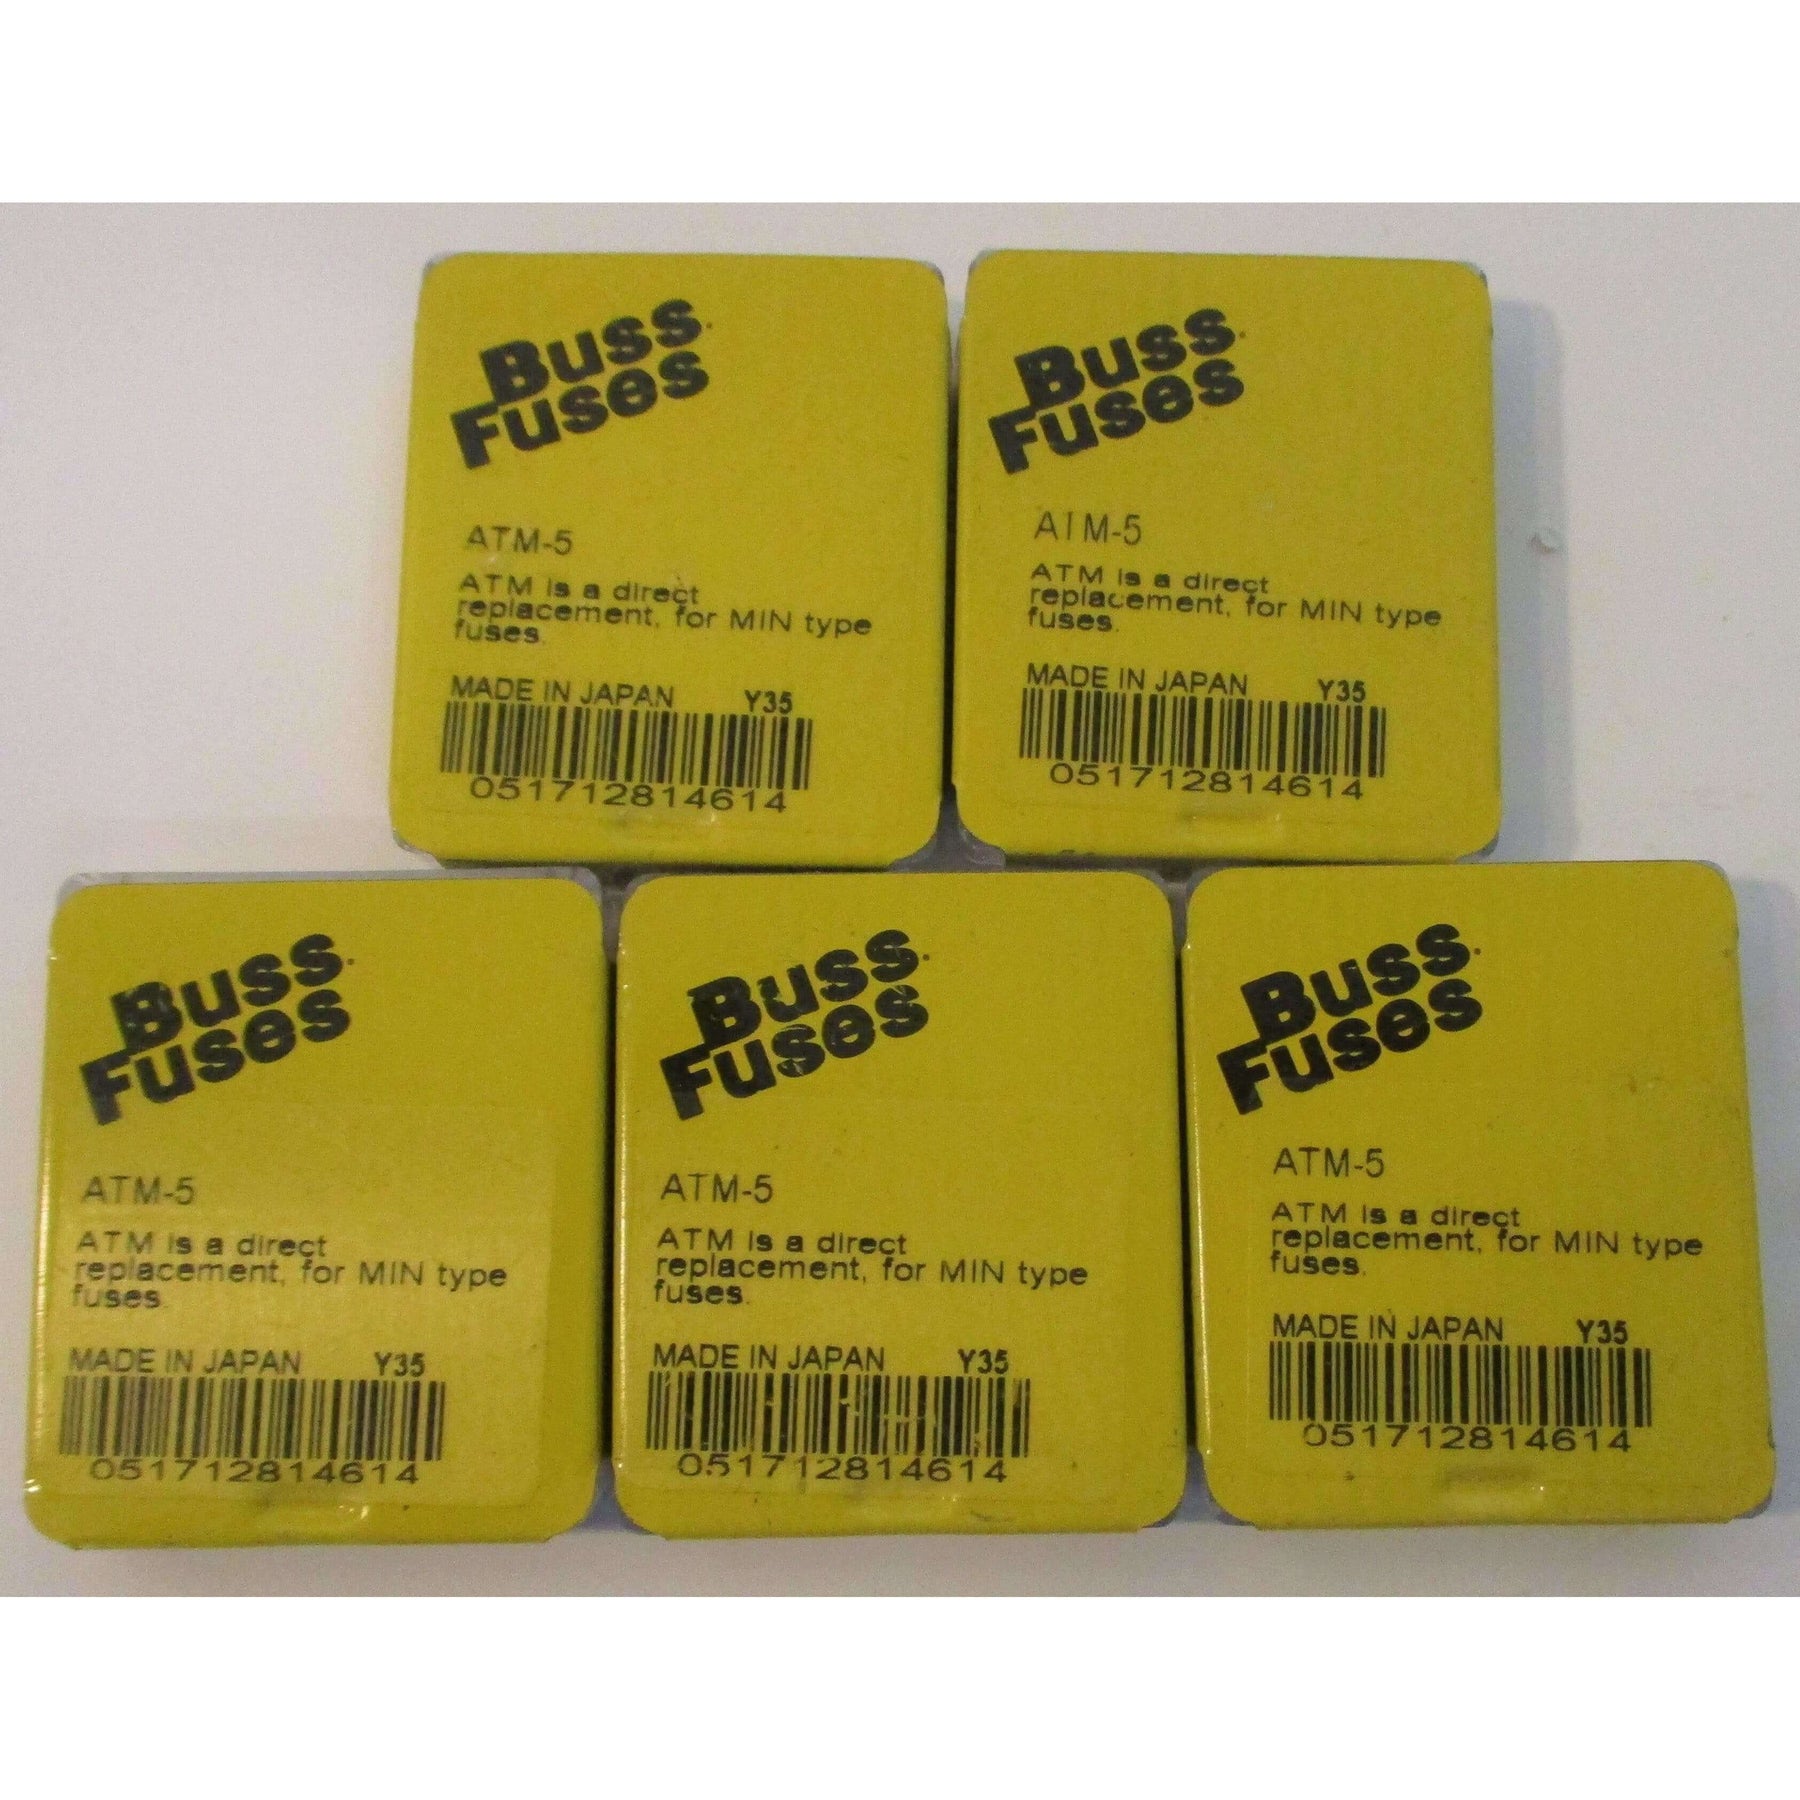 Buss
Fuses
ATM-5
ATM is a direct
replacement, for MIN type
fuses.
MADE IN JAPAN Y35
051712814614
Buss
Fuses
ATM-5
ATM is a direct
replacement, for MIN type
fuses.
MADE IN JAPAN Y35
051712814614
Buss
Fuses
ATM-5
ATM is a direct
replacement, for MIN type
fuses.
MADE IN JAPAN Y35
051712814614
Buss
Fuses
ATM-5
ATM is a direct
replacement, for MIN type
fuses.
MADE IN JAPAN Y35
051712814614
Buss
Fuses
ATM-5
ATM is a direct
replacement, for MIN type
fuses.
MADE IN JAPAN Y35
051712814614